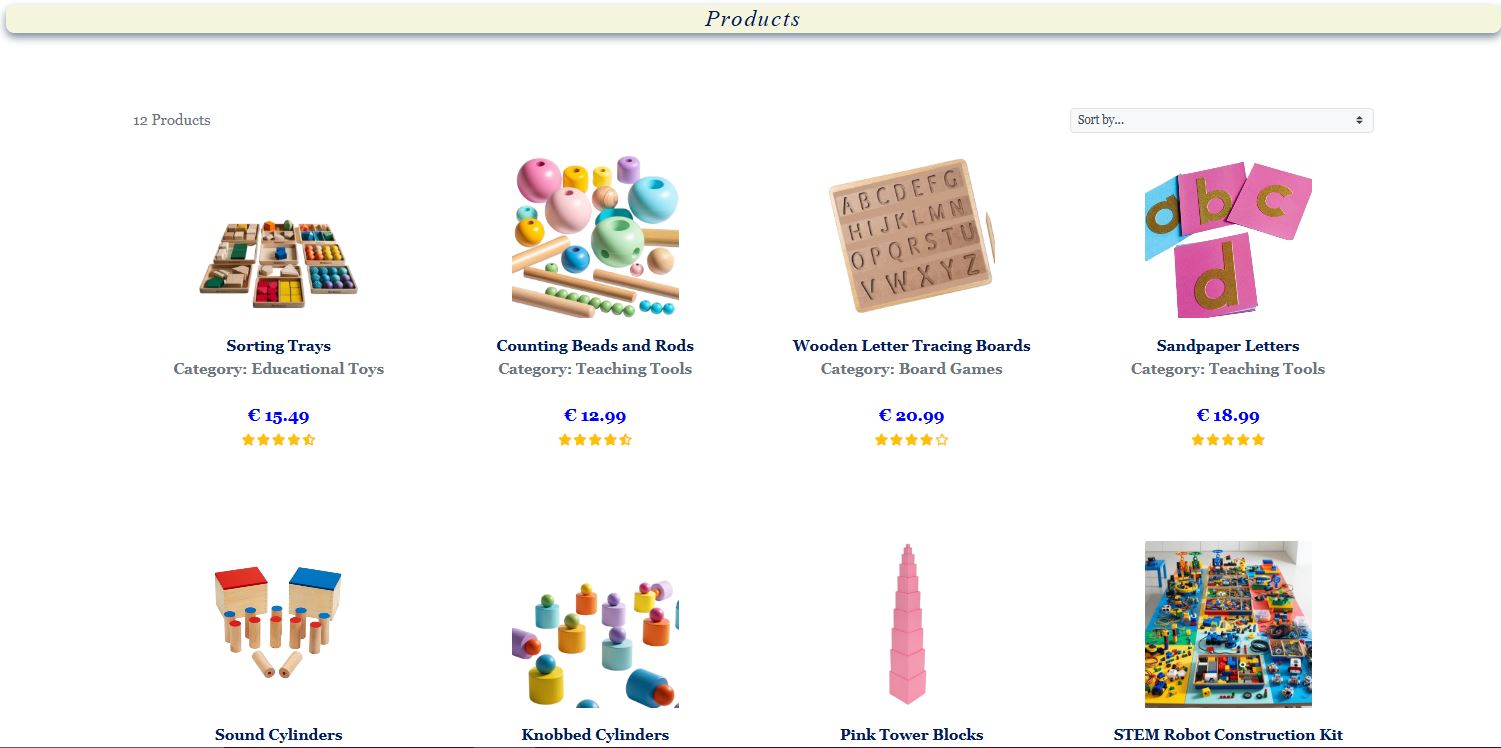 Products
12 Products
Sort by...
A B C D E F G
H I J K L M N
O P Q R S T U
V W X Y Z
a b c
d
Sorting Trays
Category: Educational Toys
€ 15.49
Counting Beads and Rods
Category: Teaching Tools
€ 12.99
Wooden Letter Tracing Boards
Category: Board Games
€ 20.99
Sandpaper Letters
Category: Teaching Tools
€ 18.99
Sound Cylinders
Knobbed Cylinders
Pink Tower Blocks
STEM Robot Construction Kit